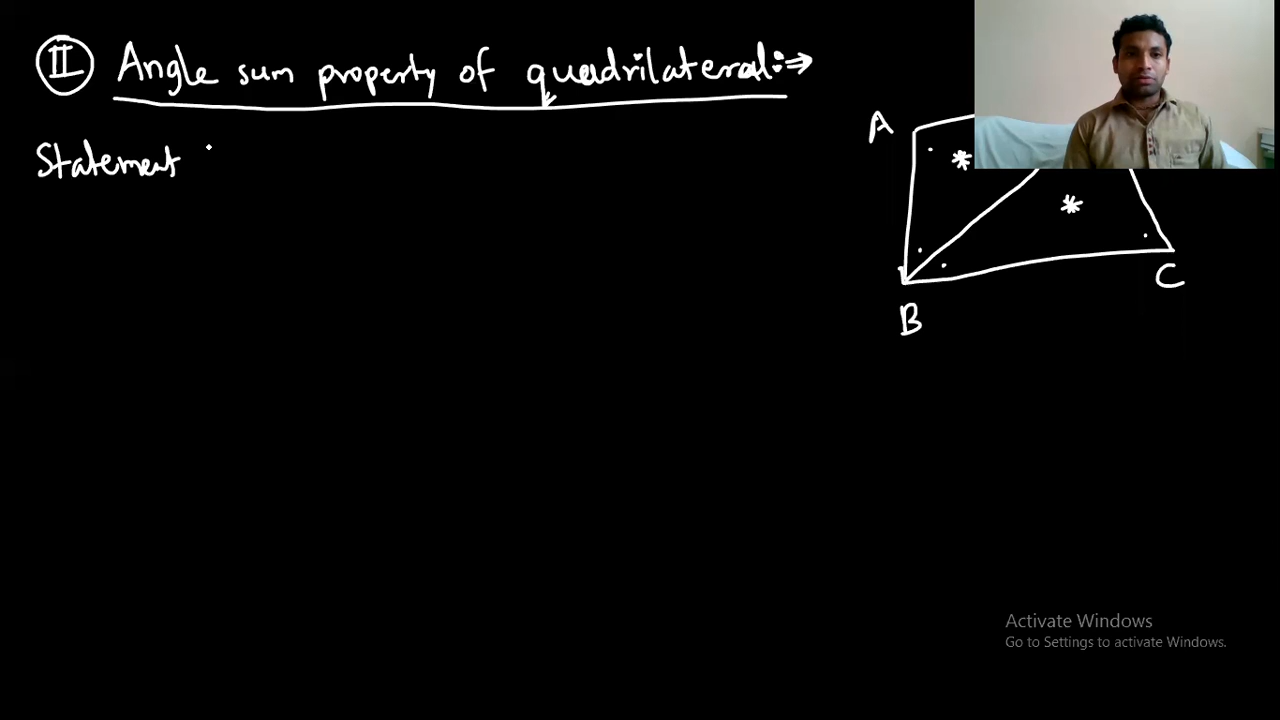 II Angle sum property of quadrilateral:⇒
Statement
A
B
C
Activate Windows
Go to Settings to activate Windows.